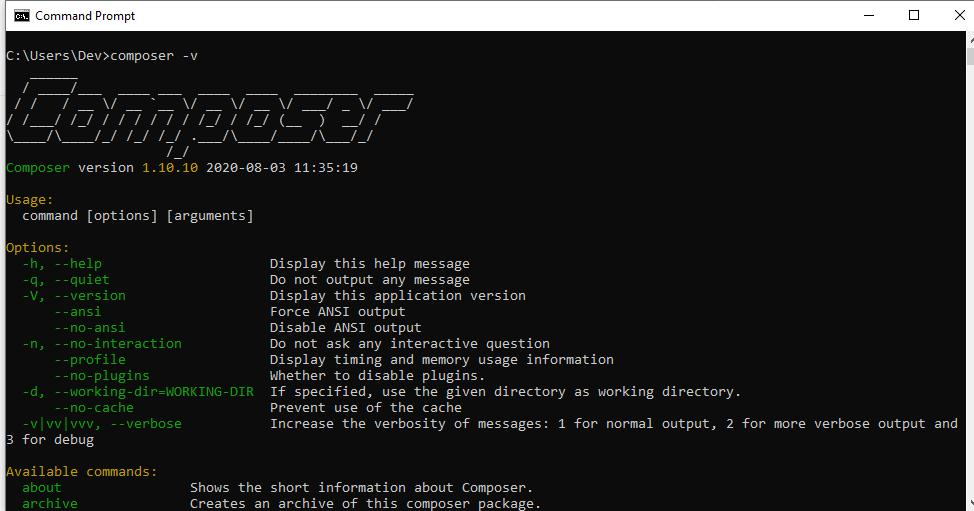 Command Prompt
C:\Users\Dev>composer -v
   ______
  / ____/___  ____ ___  ____  ____  ________  _____
 / /   / __ \/ __ `__ \/ __ \/ __ \/ ___/ _ \/ ___/
/ /___/ /_/ / / / / / / /_/ / /_/ (__  )  __/ /
\____/\____/_/ /_/ /_/ .___/\____/____/\___/_/
                    /_/
Composer version 1.10.10 2020-08-03 11:35:19
Usage:
  command [options] [arguments]
Options:
  -h, --help                     Display this help message
  -q, --quiet                    Do not output any message
  -V, --version                  Display this application version
      --ansi                     Force ANSI output
      --no-ansi                  Disable ANSI output
  -n, --no-interaction           Do not ask any interactive question
      --profile                  Display timing and memory usage information
      --no-plugins               Whether to disable plugins.
  -d, --working-dir=WORKING-DIR  If specified, use the given directory as working directory.
      --no-cache                 Prevent use of the cache
  -v|vv|vvv, --verbose           Increase the verbosity of messages: 1 for normal output, 2 for more verbose output and
3 for debug
Available commands:
  about                Shows the short information about Composer.
  archive              Creates an archive of this composer package.